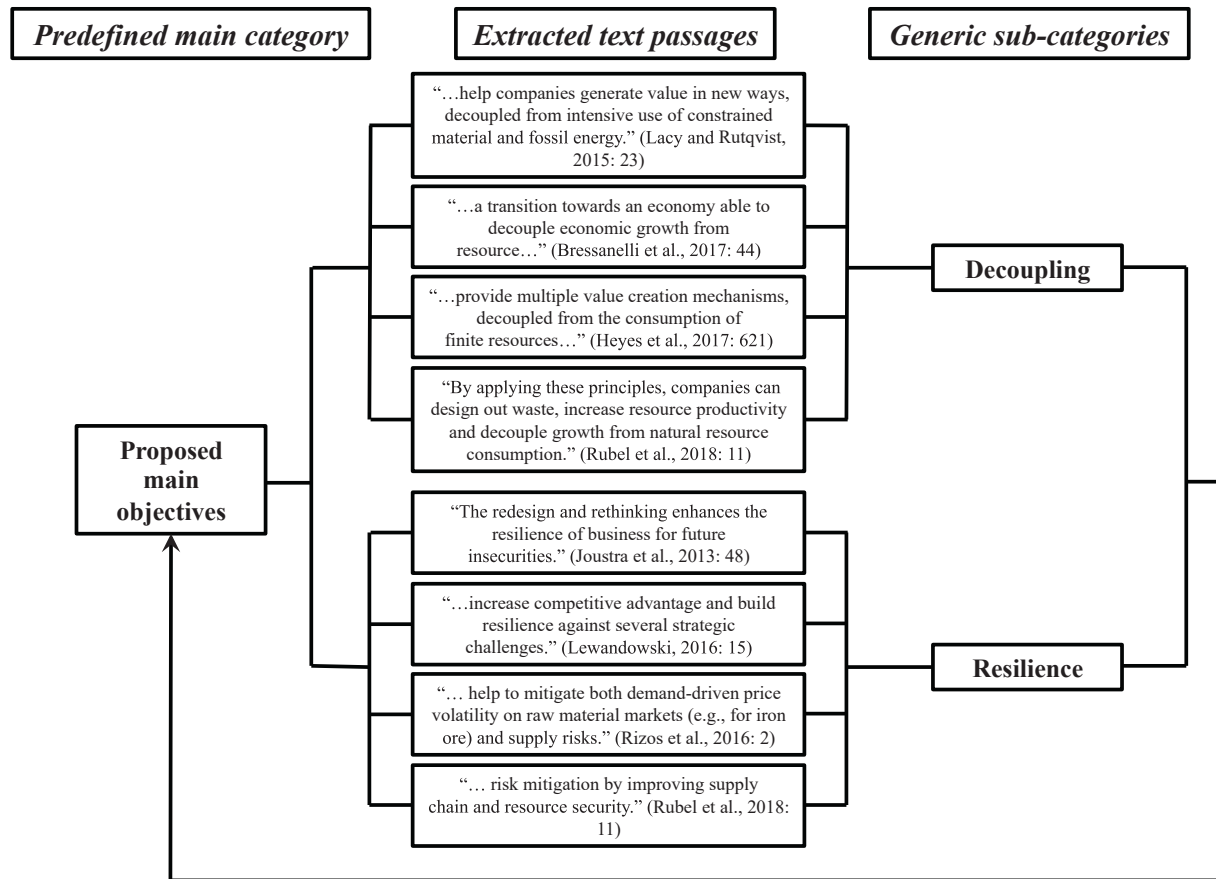 Predefined main category
Extracted text passages
Generic sub-categories
“…help companies generate value in new ways,
decoupled from intensive use of constrained
material and fossil energy.” (Lacy and Rutqvist,
2015: 23)
“…a transition towards an economy able to
decouple economic growth from
resource…” (Bressanelli et al., 2017: 44)
“…provide multiple value creation mechanisms,
decoupled from the consumption of
finite resources…” (Heyes et al., 2017: 621)
“By applying these principles, companies can
design out waste, increase resource productivity
and decouple growth from natural resource
consumption.” (Rubel et al., 2018: 11)
Decoupling
Proposed
main
objectives
“The redesign and rethinking enhances the
resilience of business for future
insecurities.” (Joustra et al., 2013: 48)
“…increase competitive advantage and build
resilience against several strategic
challenges.” (Lewandowski, 2016: 15)
“… help to mitigate both demand-driven price
volatility on raw material markets (e.g., for iron
ore) and supply risks.” (Rizos et al., 2016: 2)
“… risk mitigation by improving supply
chain and resource security.” (Rubel et al., 2018:
11)
Resilience